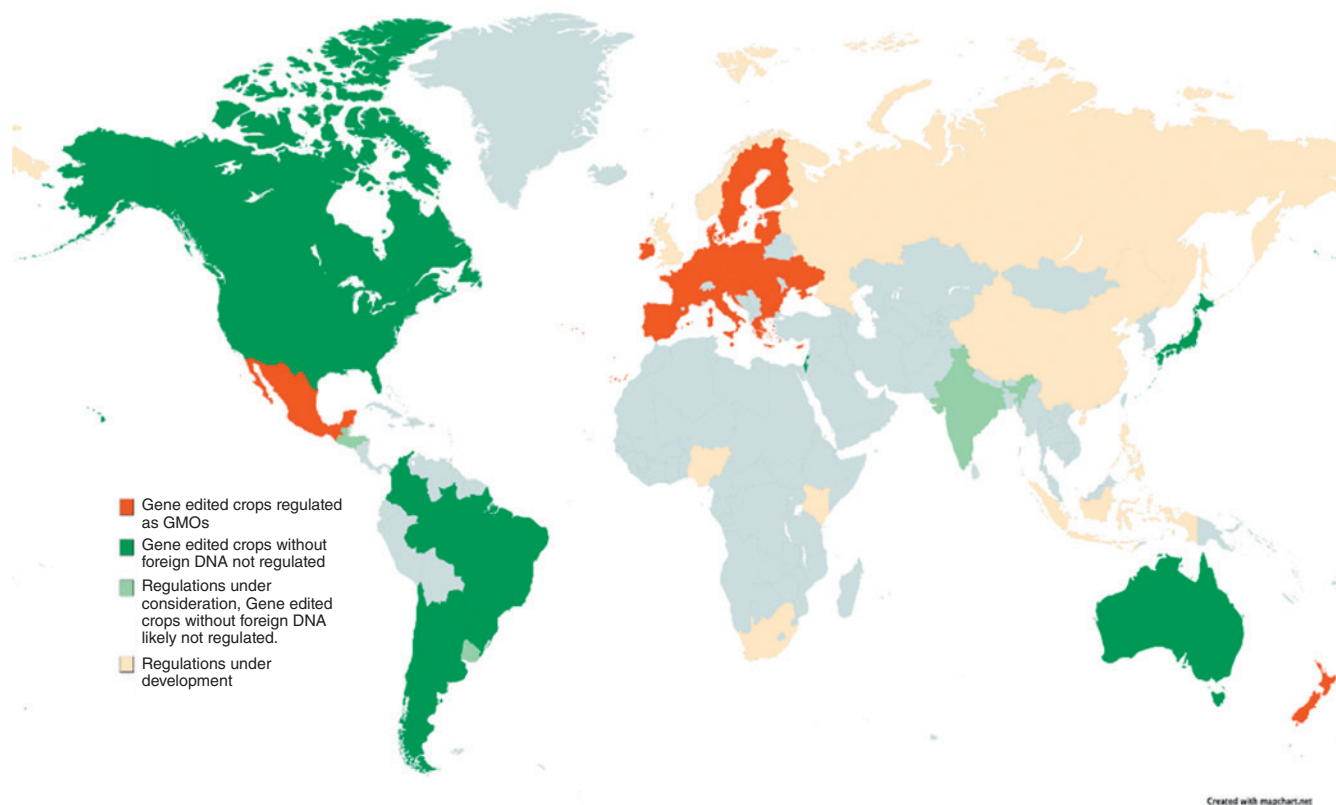 Gene edited crops regulated
as GMOs
Gene edited crops without
foreign DNA not regulated
Regulations under
consideration, Gene edited
crops without foreign DNA
likely not regulated.
Regulations under
development
Created with mapchart.net